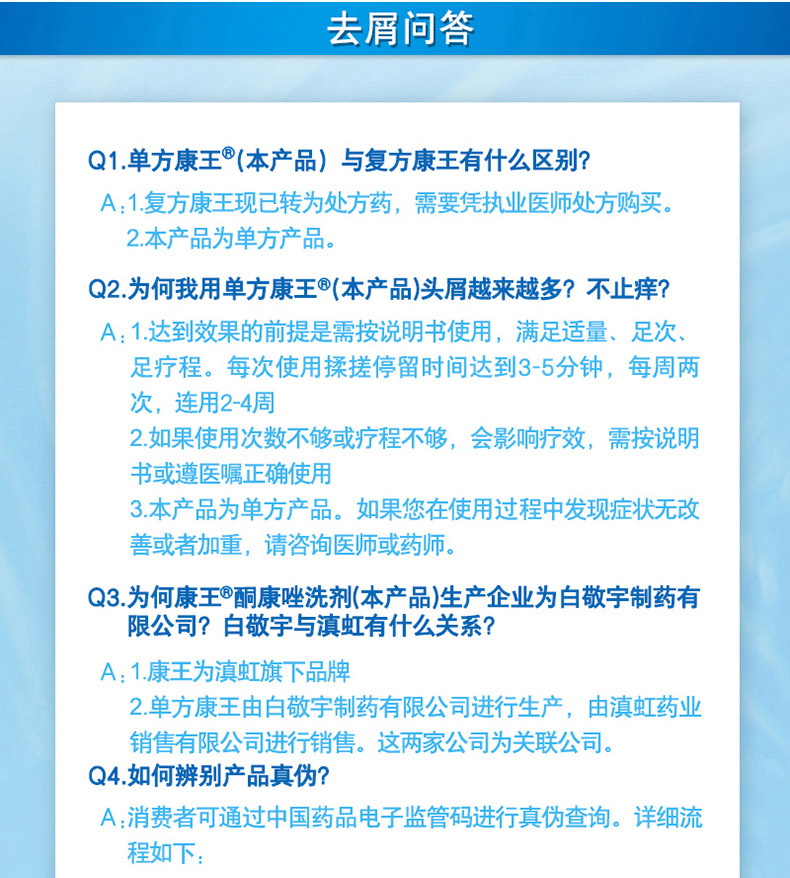 去屑问答
Q1.单方康王®(本产品）与复方康王有什么区别?
A:1.复方康王现已转为处方药，需要凭执业医师处方购买。
2.本产品为单方产品。
Q2.为何我用单方康王®(本产品)头屑越来越多？不止痒?
A:1.达到效果的前提是需按说明书使用，满足适量、足次、
足疗程。每次使用揉搓停留时间达到3-5分钟，每周两
次，连用2-4周
2.如果使用次数不够或疗程不够，会影响疗效，需按说明
书或遵医嘱正确使用
3.本产品为单方产品。如果您在使用过程中发现症状无改
善或者加重，请咨询医师或药师。
Q3.为何康王®酮康唑洗剂(本产品)生产企业为白敬宇制药有
限公司？白敬宇与滇虹有什么关系?
A:1.康王为滇虹旗下品牌
2.单方康王由白敬宇制药有限公司进行生产，由滇虹药业
销售有限公司进行销售。这两家公司为关联公司。
Q4.如何辨别产品真伪?
A:消费者可通过中国药品电子监管码进行真伪查询。详细流
程如下: